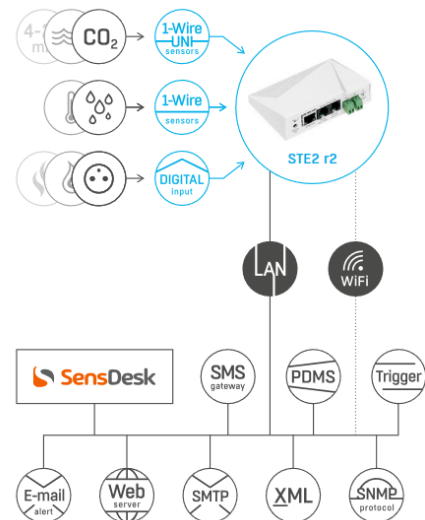 4-
m
CO2
1-Wire
UNI
sensors
1-Wire
sensors
DIGITAL
input
STE2 r2
LAN
WiFi
SensDesk
SMS
gateway
PDMS
Trigger
E-mail
alert
Web
server
SMTP
XML
SNMP
protocol